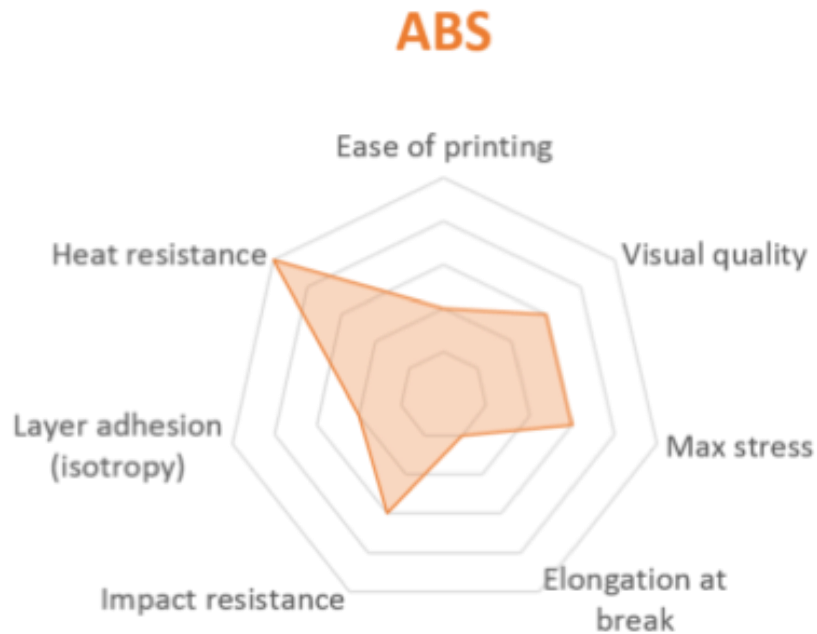 ABS
Ease of printing
Heat resistance
Visual quality
Layer adhesion
(isotropy)
Max stress
Impact resistance
Elongation at
break